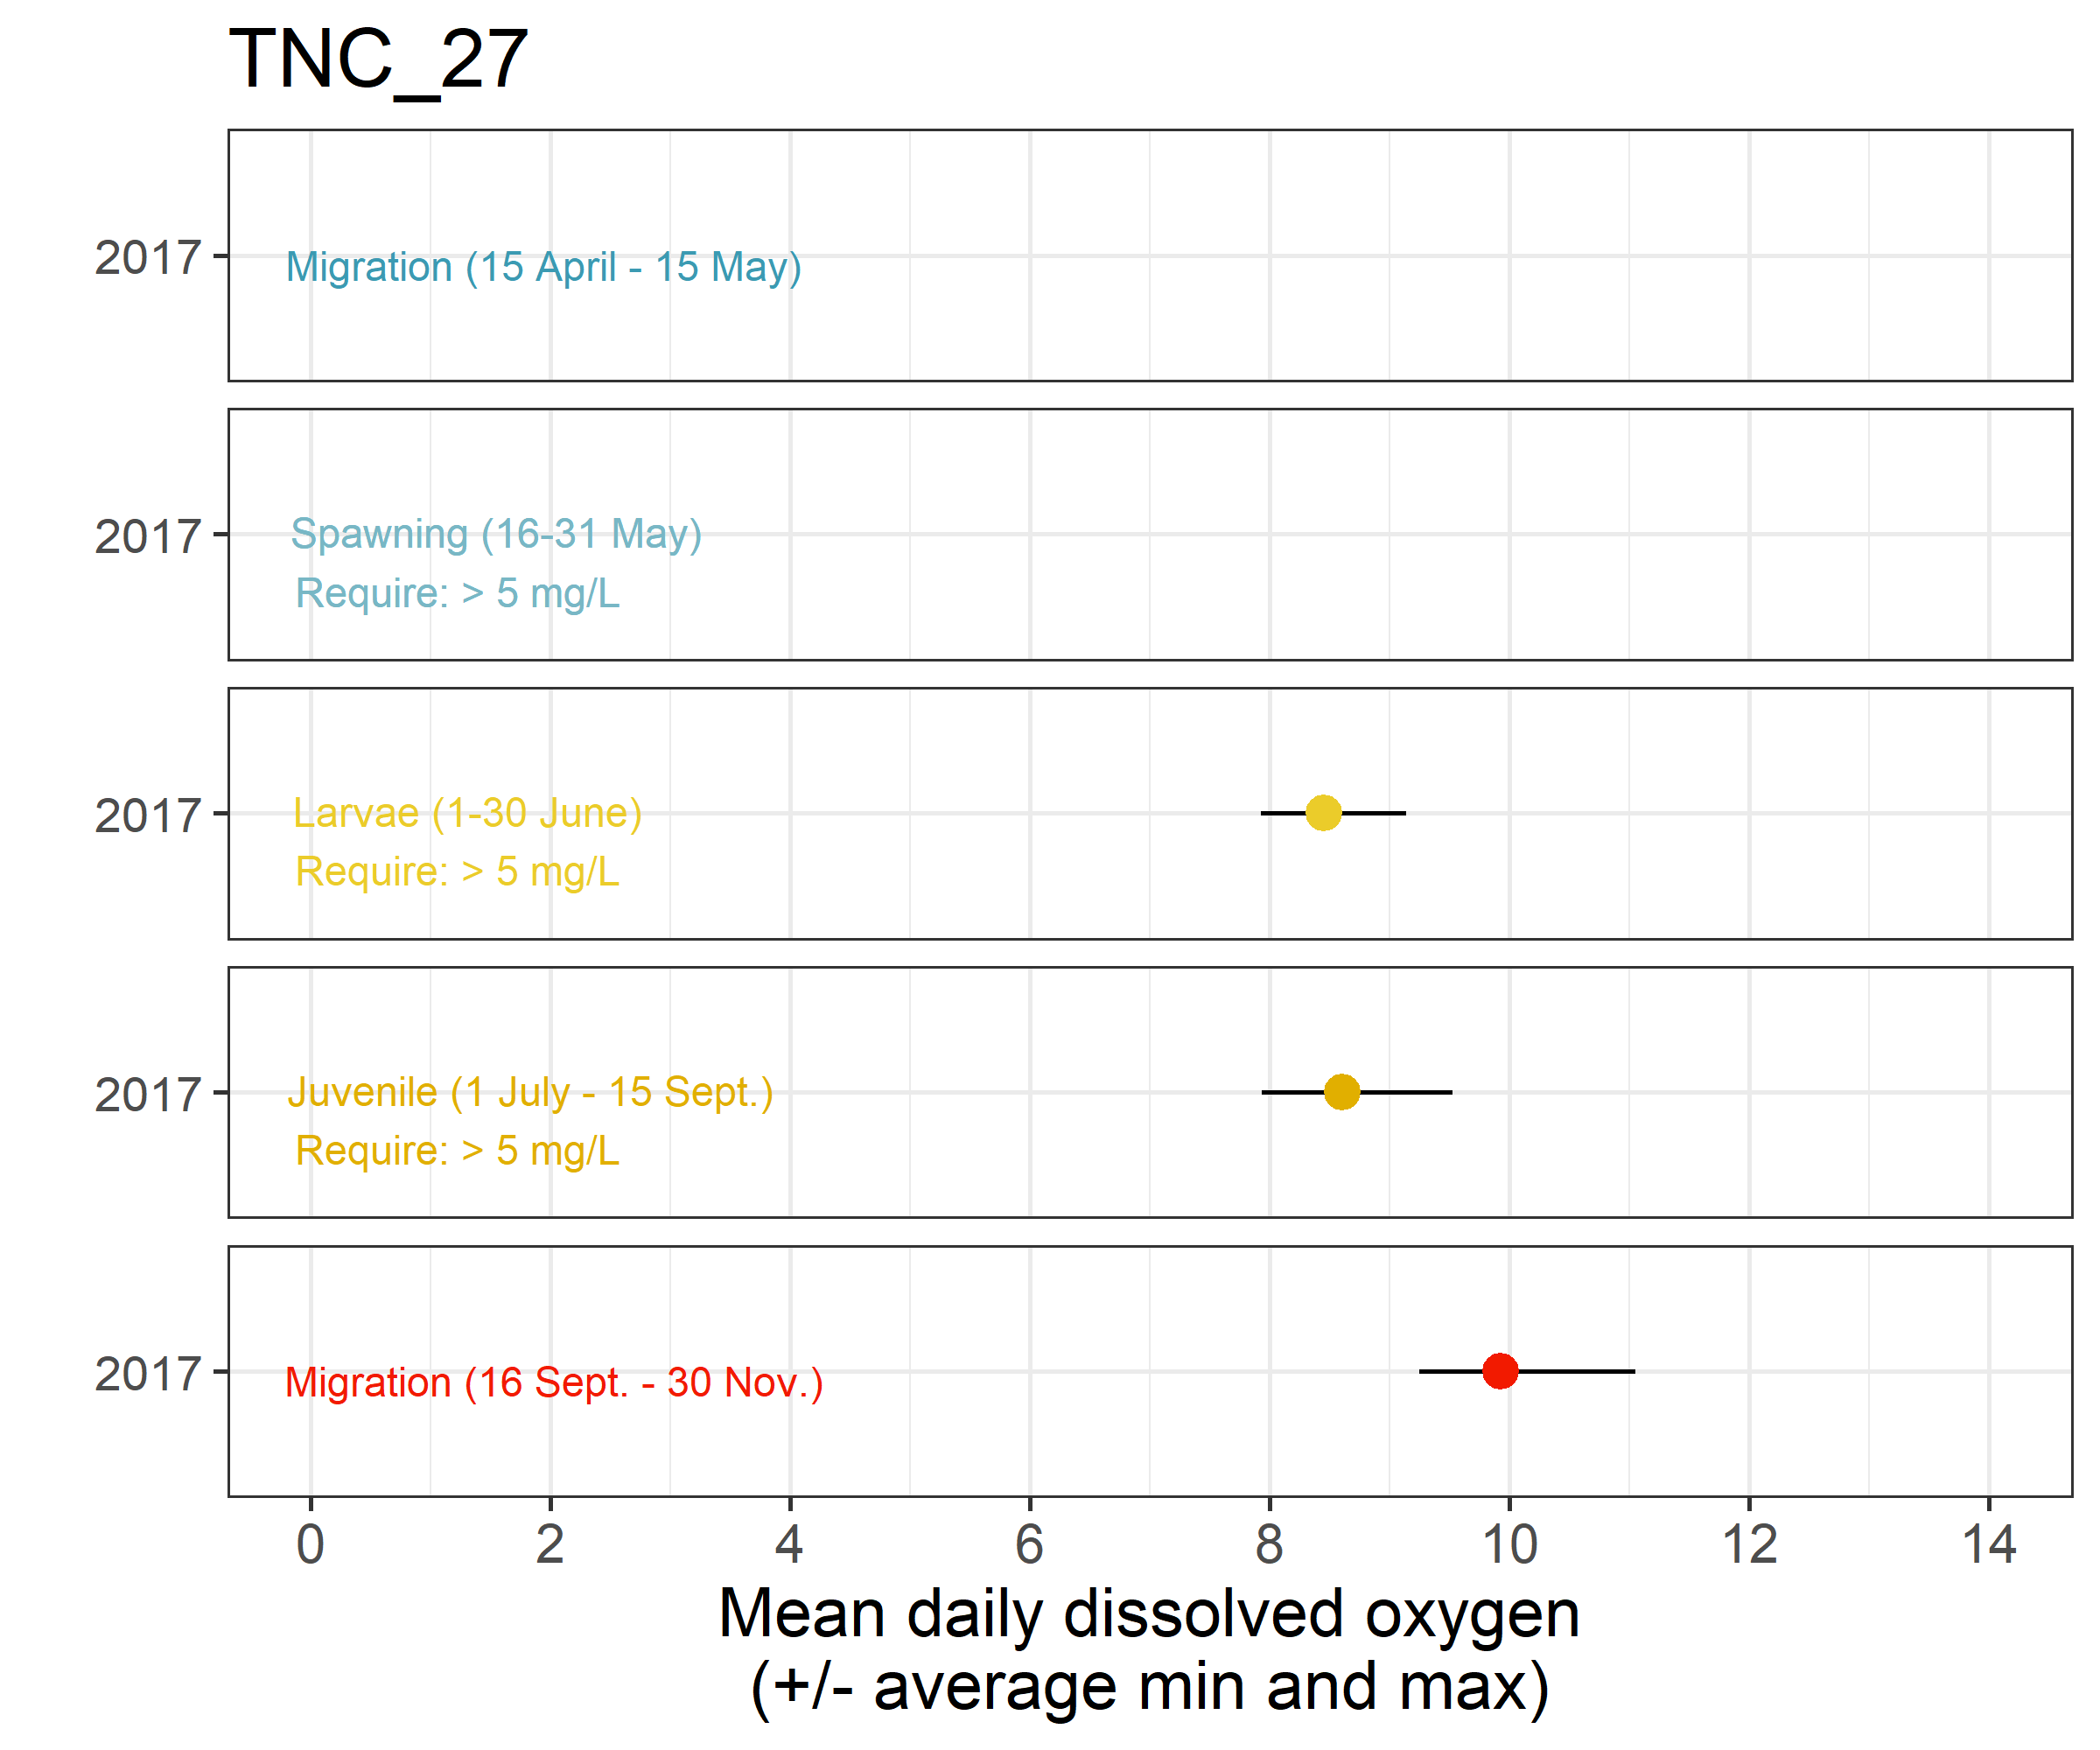 TNC_27
2017
Migration (15 April - 15 May)
2017
Spawning (16-31 May)
Require: > 5 mg/L
2017
Larvae (1-30 June)
Require: > 5 mg/L
2017
Juvenile (1 July - 15 Sept.)
Require: > 5 mg/L
2017
Migration (16 Sept. - 30 Nov.)
0 2 4 6 8 10 12 14
Mean daily dissolved oxygen
(+/- average min and max)